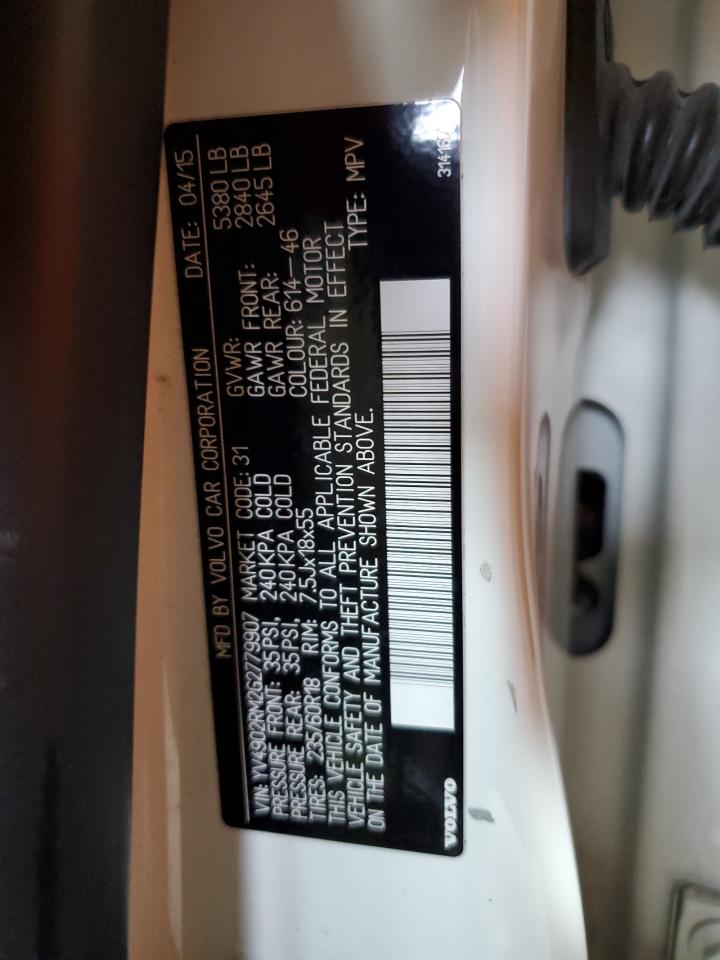 MFD BY VOLVO CAR CORPORATION DATE: 04/15
VIN: YV4902RM2G2779907 MARKET CODE: 31 GVWR: 5380 LB
PRESSURE FRONT: 35PSI, 240KPA COLD GAWR FRONT: 2840 LB
PRESSURE REAR: 35PSI, 240KPA COLD GAWR REAR: 2645 LB
TIRES: 235/60R18 RIM: 7.5Jx18x55 COLOUR: 614-46
THIS VEHICLE CONFORMS TO ALL APPLICABLE FEDERAL MOTOR
VEHICLE SAFETY AND THEFT PREVENTION STANDARDS IN EFFECT
ON THE DATE OF MANUFACTURE SHOWN ABOVE. TYPE: MPV
VOLVO